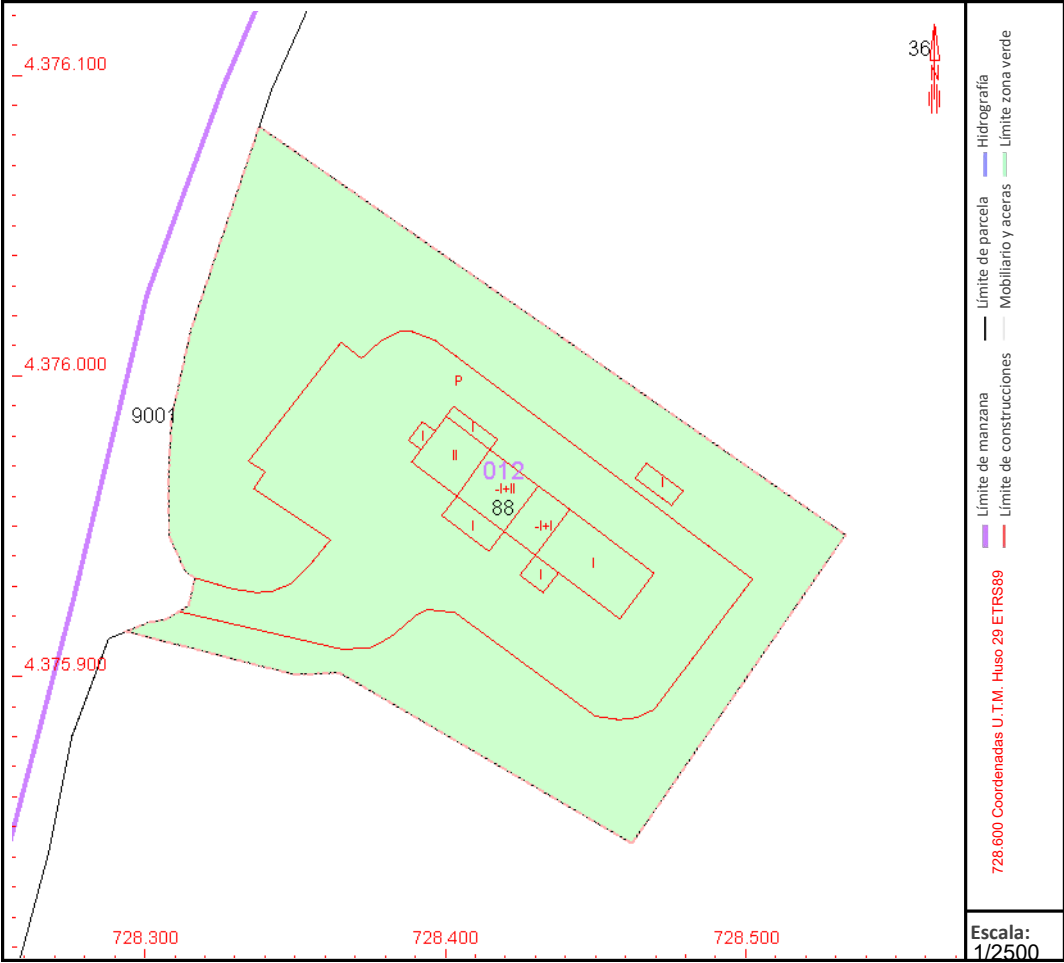 36
N
4.376.100
4.376.000
9001
P
I
I
II
012
-I+II
88
I
I
-I+I
I
I
4.375.900
728.300
728.400
728.500
Límite de manzana
Límite de parcela
Hidrografía
Límite de construcciones
Mobiliario y aceras
Límite zona verde
728.600 Coordenadas U.T.M. Huso 29 ETRS89
Escala:
1/2500